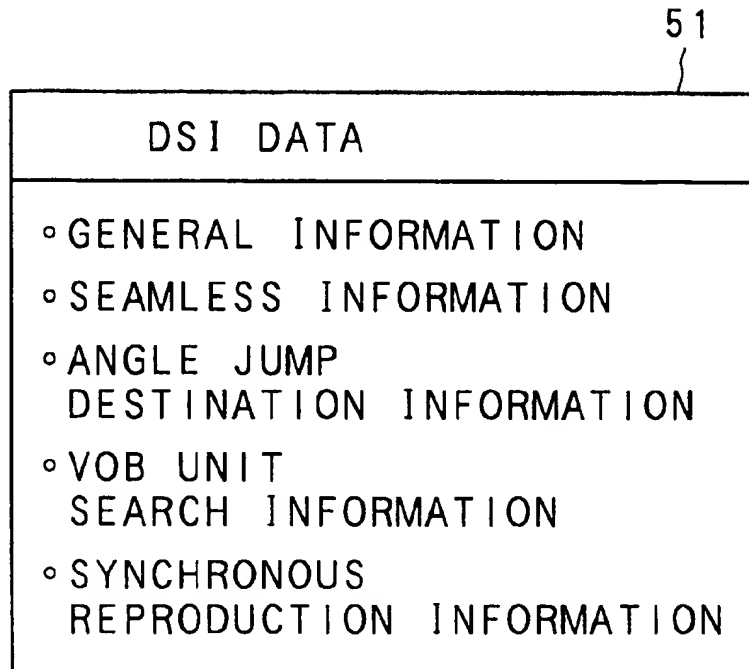 51
DSI DATA
∘GENERAL INFORMATION
∘SEAMLESS INFORMATION
∘ANGLE JUMP
DESTINATION INFORMATION
∘VOB UNIT
SEARCH INFORMATION
∘SYNCHRONOUS
REPRODUCTION INFORMATION